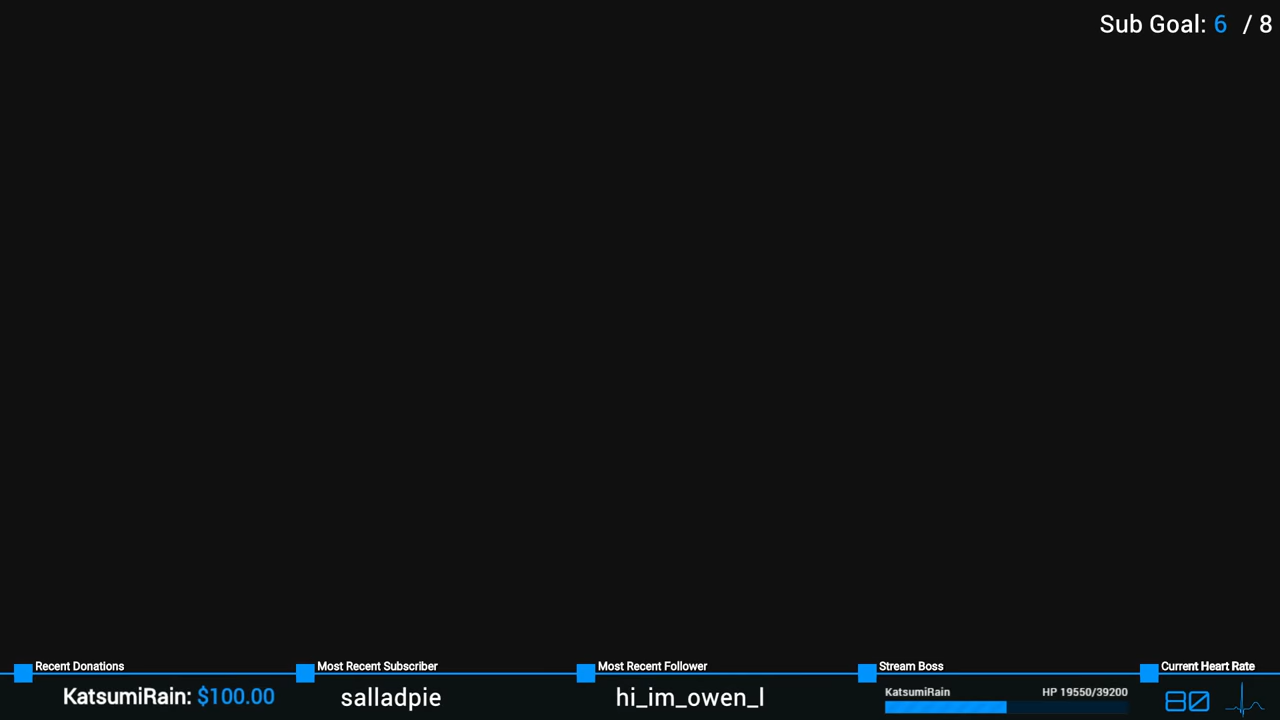 Sub Goal: 6 / 8
Recent Donations
KatsumiRain: $100.00
Most Recent Subscriber
salladpie
Most Recent Follower
hi_im_owen_l
Stream Boss
KatsumiRain HP 19550/39200
Current Heart Rate
80